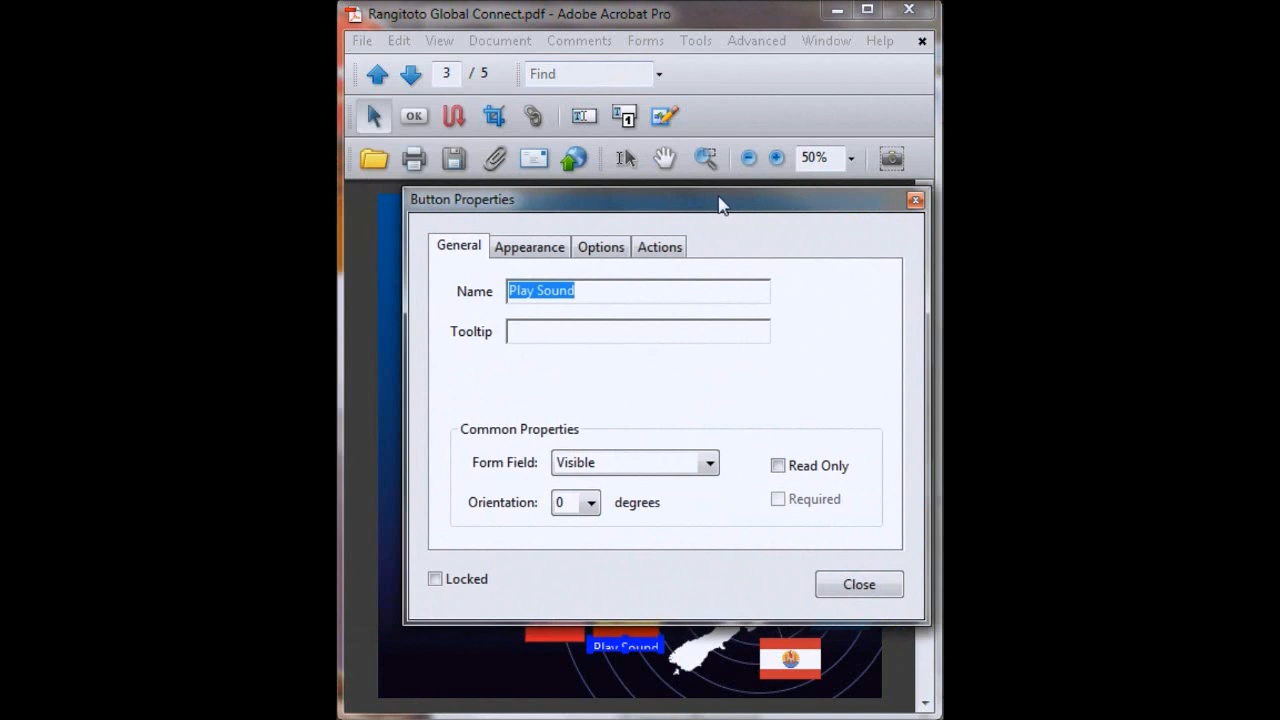 Rangitoto Global Connect.pdf - Adobe Acrobat Pro
File Edit View Document Comments Forms Tools Advanced Window Help
3 / 5 Find
OK
50%
Button Properties
General Appearance Options Actions
Name Play Sound
Tooltip
Common Properties
Form Field: Visible Read Only
Orientation: 0 degrees Required
Locked Close
Play Sound